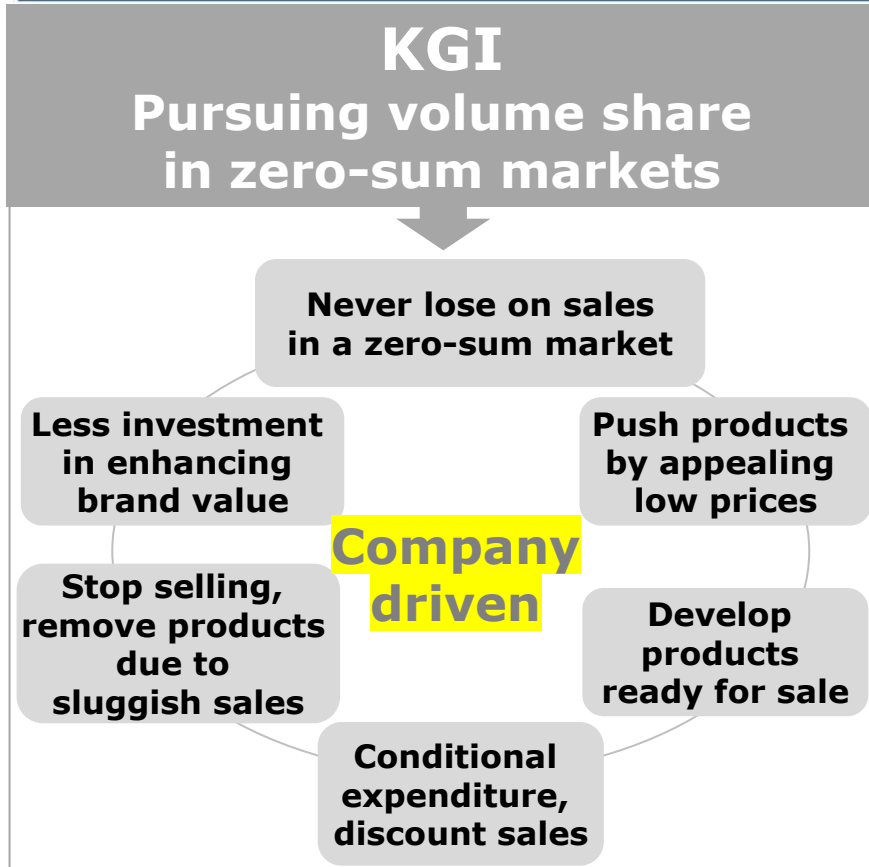 KGI
Pursuing volume share
in zero-sum markets
Never lose on sales
in a zero-sum market
Push products
by appealing
low prices
Develop
products
ready for sale
Conditional
expenditure,
discount sales
Stop selling,
remove products
due to
sluggish sales
Less investment
in enhancing
brand value
Company
driven